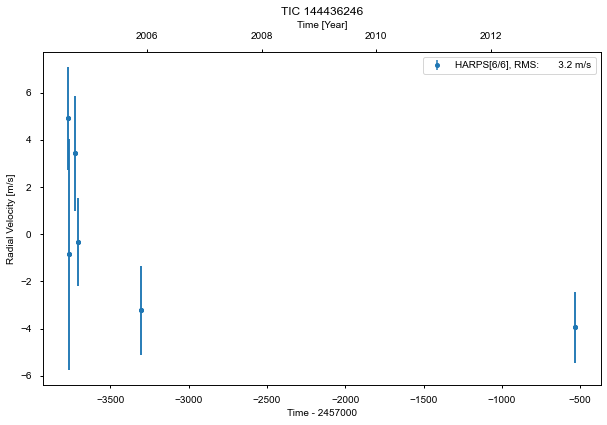 TIC 144436246
Time [Year]
2006 2008 2010 2012
HARPS[6/6], RMS: 3.2 m/s
Radial Velocity [m/s]
6
4
2
0
−2
−4
−6
−3500 −3000 −2500 −2000 −1500 −1000 −500
Time - 2457000